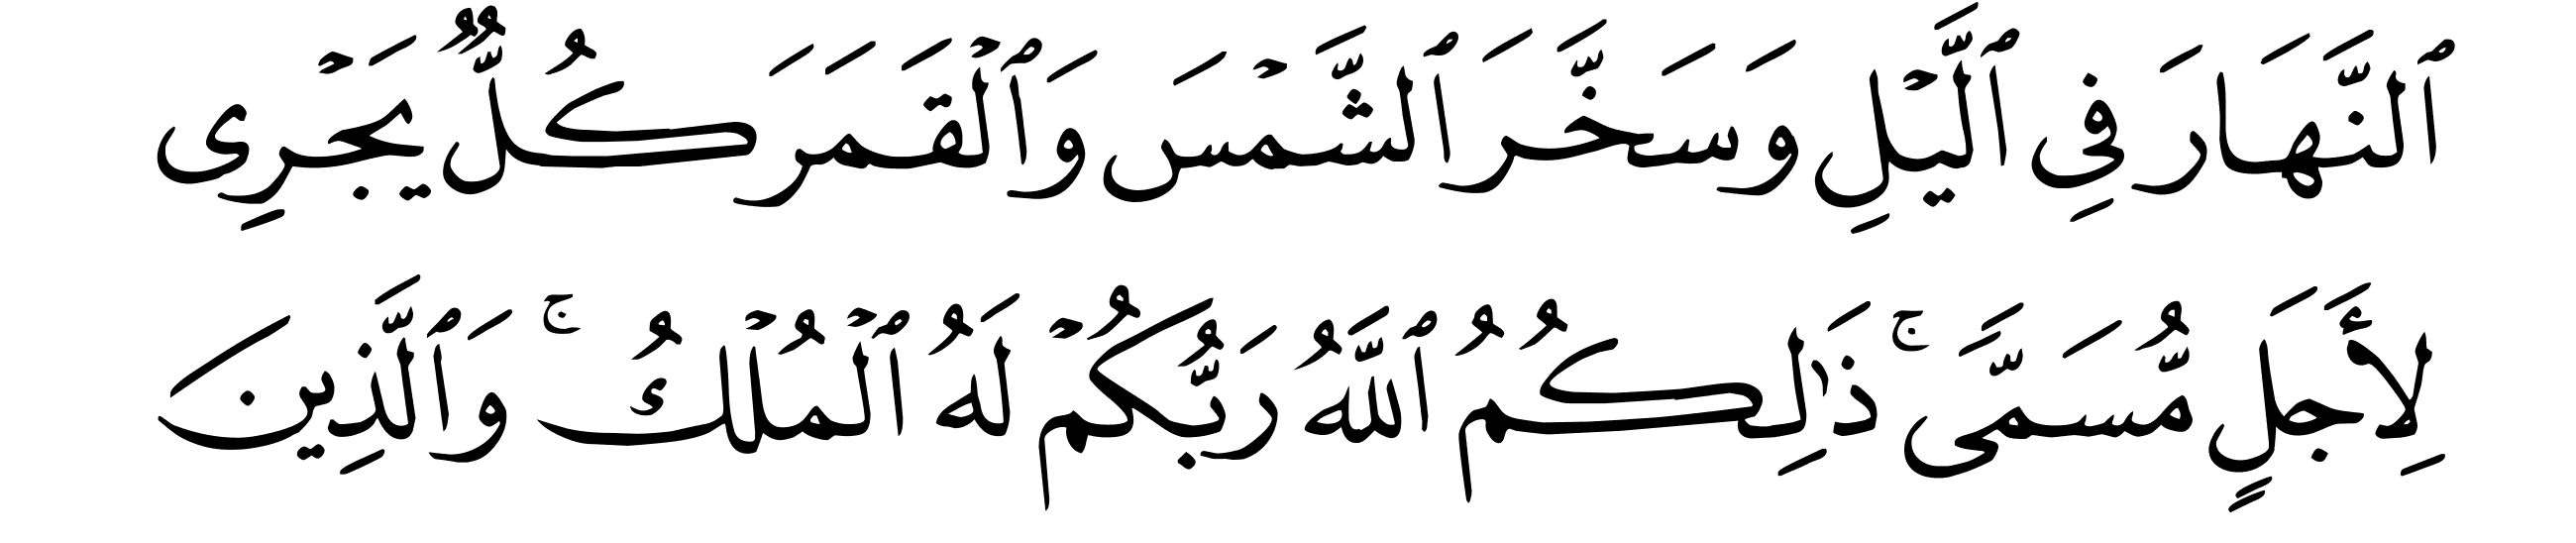 ٱلنَّهَارَ فِي ٱلَّيْلِ وَسَخَّرَ ٱلشَّمْسَ وَٱلْقَمَرَ كُلٌّ يَجْرِى
لِأَجَلٍ مُّسَمًّى ۚ ذَٰلِكُمُ ٱللَّهُ رَبُّكُمْ لَهُ ٱلْمُلْكُ ۚ وَٱلَّذِينَ